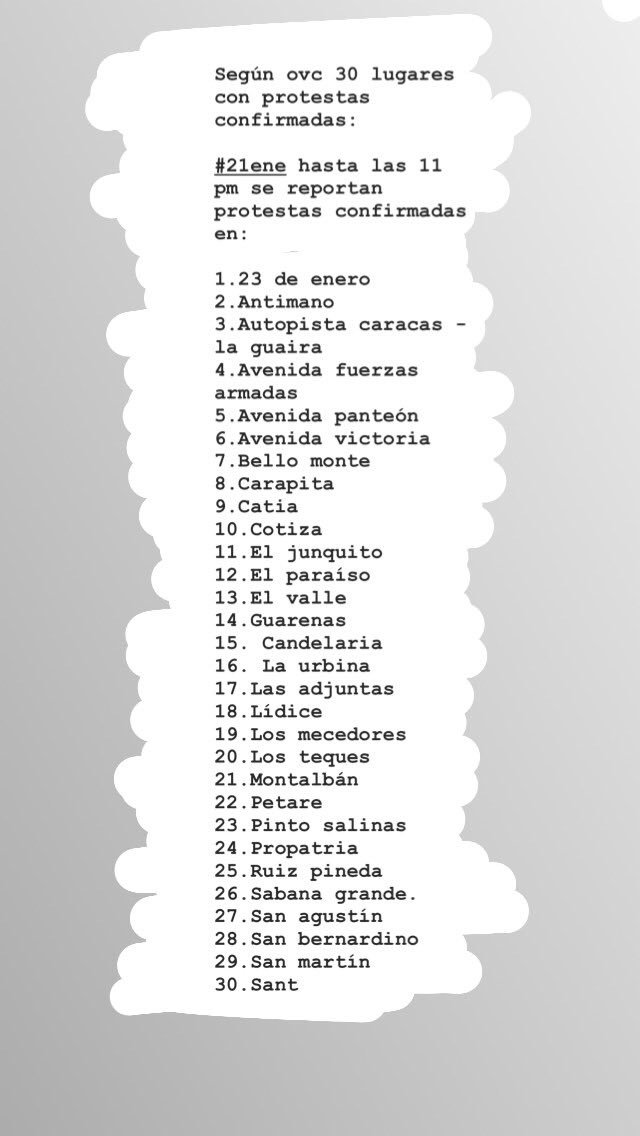 Según ovc 30 lugares
con protestas
confirmadas:
#21ene hasta las 11
pm se reportan
protestas confirmadas
en:
1.23 de enero
2.Antimano
3.Autopista caracas -
la guaira
4.Avenida fuerzas
armadas
5.Avenida panteón
6.Avenida victoria
7.Bello monte
8.Carapita
9.Catia
10.Cotiza
11.El junquito
12.El paraíso
13.El valle
14.Guarenas
15. Candelaria
16. La urbina
17.Las adjuntas
18.Lídice
19.Los mecedores
20.Los teques
21.Montalbán
22.Petare
23.Pinto salinas
24.Propatria
25.Ruiz pineda
26.Sabana grande.
27.San agustín
28.San bernardino
29.San martín
30.Sant